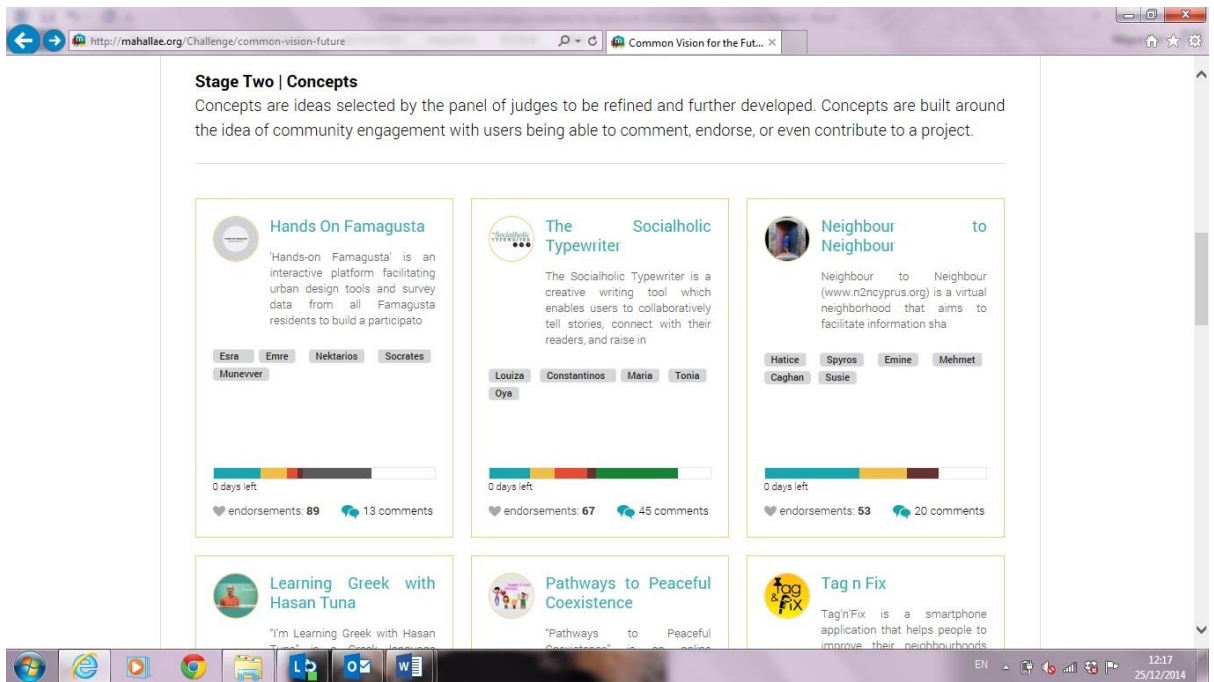 http://mahallae.org/Challenge/common-vision-future
Common Vision for the Fut...
Stage Two | Concepts
Concepts are ideas selected by the panel of judges to be refined and further developed. Concepts are built around
the idea of community engagement with users being able to comment, endorse, or even contribute to a project.
Hands On Famagusta
'Hands-on Famagusta' is an
interactive platform facilitating
urban design tools and survey
data from all Famagusta
residents to build a participato
Esra Emre Nektarios Socrates
Munevver
0 days left
endorsements: 89 13 comments
The Socialholic
Typewriter
The Socialholic Typewriter is a
creative writing tool which
enables users to collaboratively
tell stories, connect with their
readers, and raise in
Louiza Constantinos Maria Tonia
Oya
0 days left
endorsements: 67 45 comments
Neighbour to
Neighbour
Neighbour to Neighbour
(www.n2ncyprus.org) is a virtual
neighborhood that aims to
facilitate information sha
Hatice Spyros Emine Mehmet
Caghan Susie
0 days left
endorsements: 53 20 comments
Learning Greek with
Hasan Tuna
"I'm Learning Greek with Hasan
Tuna" is a Greek language
Pathways to Peaceful
Coexistence
"Pathways to Peaceful
Coexistence" is an online
Tag & Fix
Tag n Fix
Tag'n'Fix is a smartphone
application that helps people to
improve their neighbourhoods
EN
12:17
25/12/2014